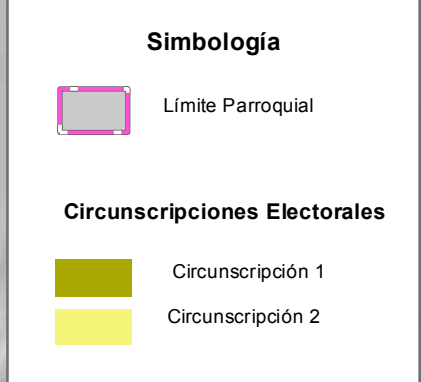 Simbología
Límite Parroquial
Circunscripciones Electorales
Circunscripción 1
Circunscripción 2